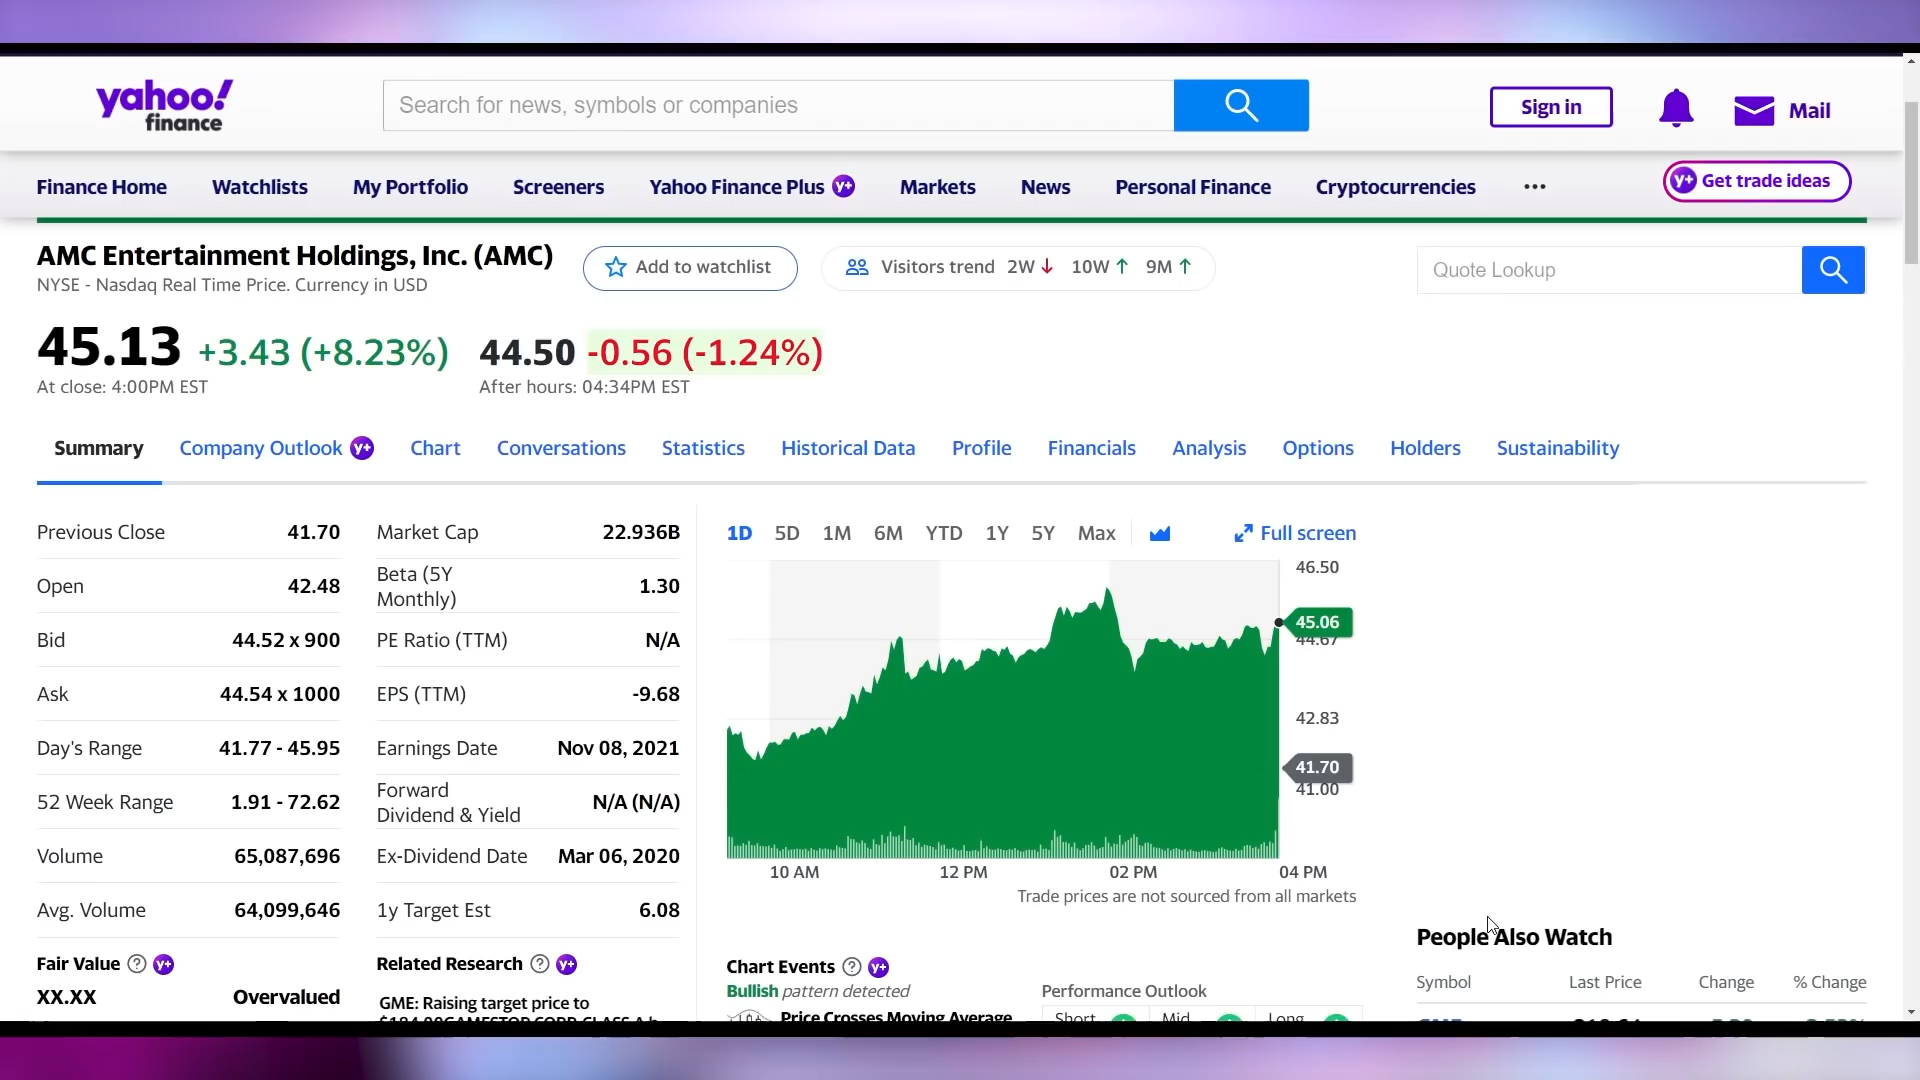 yahoo!
finance
Search for news, symbols or companies
Sign in
Mail
Finance Home
Watchlists
My Portfolio
Screeners
Yahoo Finance Plus y+
Markets
News
Personal Finance
Cryptocurrencies
...
y+ Get trade ideas
AMC Entertainment Holdings, Inc. (AMC)
NYSE - Nasdaq Real Time Price. Currency in USD
Add to watchlist
Visitors trend 2W ↓ 10W ↑ 9M ↑
Quote Lookup
45.13 +3.43 (+8.23%)
At close: 4:00PM EST
44.50 -0.56 (-1.24%)
After hours: 04:34PM EST
Summary
Company Outlook y+
Chart
Conversations
Statistics
Historical Data
Profile
Financials
Analysis
Options
Holders
Sustainability
Previous Close 41.70
Open 42.48
Bid 44.52 x 900
Ask 44.54 x 1000
Day's Range 41.77 - 45.95
52 Week Range 1.91 - 72.62
Volume 65,087,696
Avg. Volume 64,099,646
Market Cap 22.936B
Beta (5Y
Monthly) 1.30
PE Ratio (TTM) N/A
EPS (TTM) -9.68
Earnings Date Nov 08, 2021
Forward
Dividend & Yield N/A (N/A)
Ex-Dividend Date Mar 06, 2020
1y Target Est 6.08
1D 5D 1M 6M YTD 1Y 5Y Max
Full screen
46.50
45.06
44.67
42.83
41.70
41.00
10 AM 12 PM 02 PM 04 PM
Trade prices are not sourced from all markets
Fair Value ? y+
XX.XX Overvalued
Related Research ? y+
GME: Raising target price to
Chart Events ? y+
Bullish pattern detected
Price Crosses Moving Average
Performance Outlook
Short Mid Long
People Also Watch
Symbol Last Price Change % Change